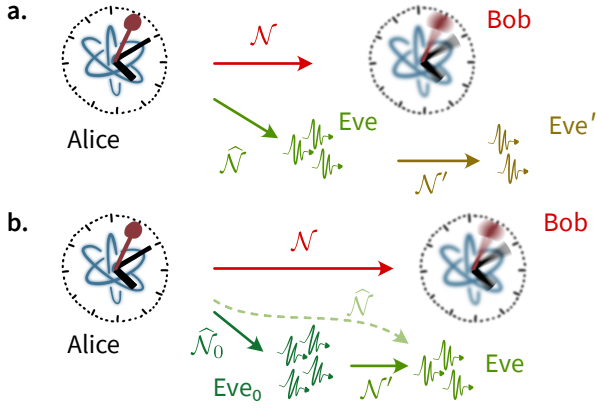 a.
𝒩
Bob
Alice
𝒩̂
Eve
𝒩′
Eve′
b.
𝒩
Bob
Alice
𝒩̂
𝒩̂₀
Eve₀
𝒩′
Eve